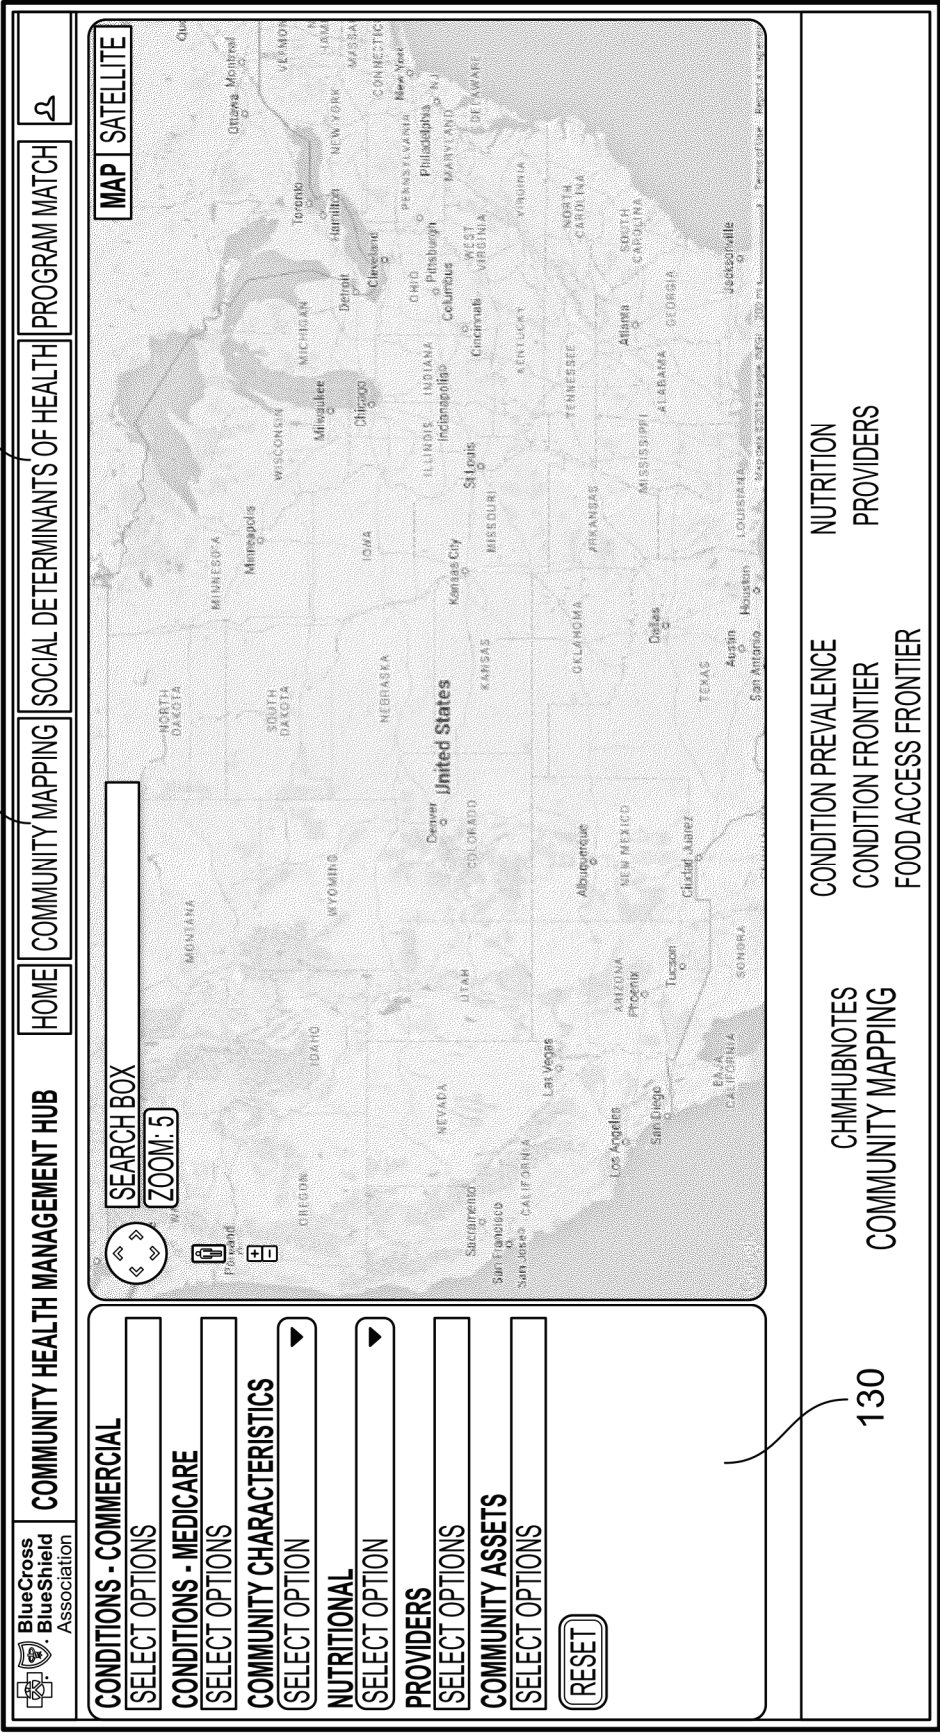 BlueCross
BlueShield
Association
COMMUNITY HEALTH MANAGEMENT HUB
HOME
COMMUNITY MAPPING
SOCIAL DETERMINANTS OF HEALTH
PROGRAM MATCH
CONDITIONS - COMMERCIAL
SELECT OPTIONS
CONDITIONS - MEDICARE
SELECT OPTIONS
COMMUNITY CHARACTERISTICS
SELECT OPTION
NUTRITIONAL
SELECT OPTION
PROVIDERS
SELECT OPTIONS
COMMUNITY ASSETS
SELECT OPTIONS
RESET
130
SEARCH BOX
ZOOM: 5
MAP
SATELLITE
Ottawa
Montreal
MONTANA
NORTH
DAKOTA
MINNESOTA
Minneapolis
OREGON
IDAHO
WYOMING
SOUTH
DAKOTA
WISCONSIN
Milwaukee
MICHIGAN
Toronto
Hamilton
NEW YORK
Detroit
Cleveland
Chicago
IOWA
NEBRASKA
PENNSYLVANIA
New York
Philadelphia
NJ
MARYLAND
DELAWARE
NEVADA
UTAH
Denver
COLORADO
United States
KANSAS
Kansas City
MISSOURI
St Louis
ILLINOIS
INDIANA
Indianapolis
OHIO
Columbus
Pittsburgh
Cincinnati
WEST
VIRGINIA
VIRGINIA
KENTUCKY
Sacramento
San Francisco
San Jose
CALIFORNIA
Las Vegas
Los Angeles
San Diego
ARIZONA
Phoenix
Tucson
Albuquerque
NEW MEXICO
Ciudad Juarez
OKLAHOMA
ARKANSAS
TENNESSEE
NORTH
CAROLINA
SOUTH
CAROLINA
Atlanta
GEORGIA
ALABAMA
MISSISSIPPI
Dallas
TEXAS
LOUISIANA
Jacksonville
Austin
Houston
San Antonio
BAJA
CALIFORNIA
SONORA
Terms of Use
CHMHUBNOTES
COMMUNITY MAPPING
CONDITION PREVALENCE
CONDITION FRONTIER
FOOD ACCESS FRONTIER
NUTRITION
PROVIDERS